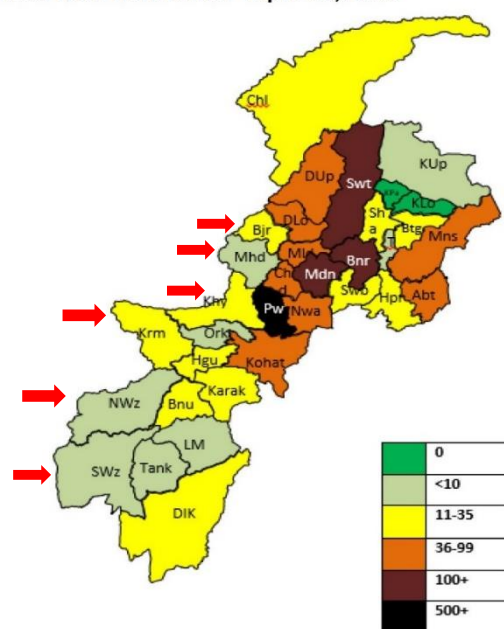 Chl
KUp
DUp
Swt
KLo
Sh
a
DLo
Btg
Bjr
Mns
Mhd
Bnr
Ch
Mdn
Abt
Khy
Swb
Hpr
Pw
Nwa
Krm
Ork
Hgu
Kohat
Karak
NWz
Bnu
LM
SWz
Tank
DIK
0
<10
11-35
36-99
100+
500+